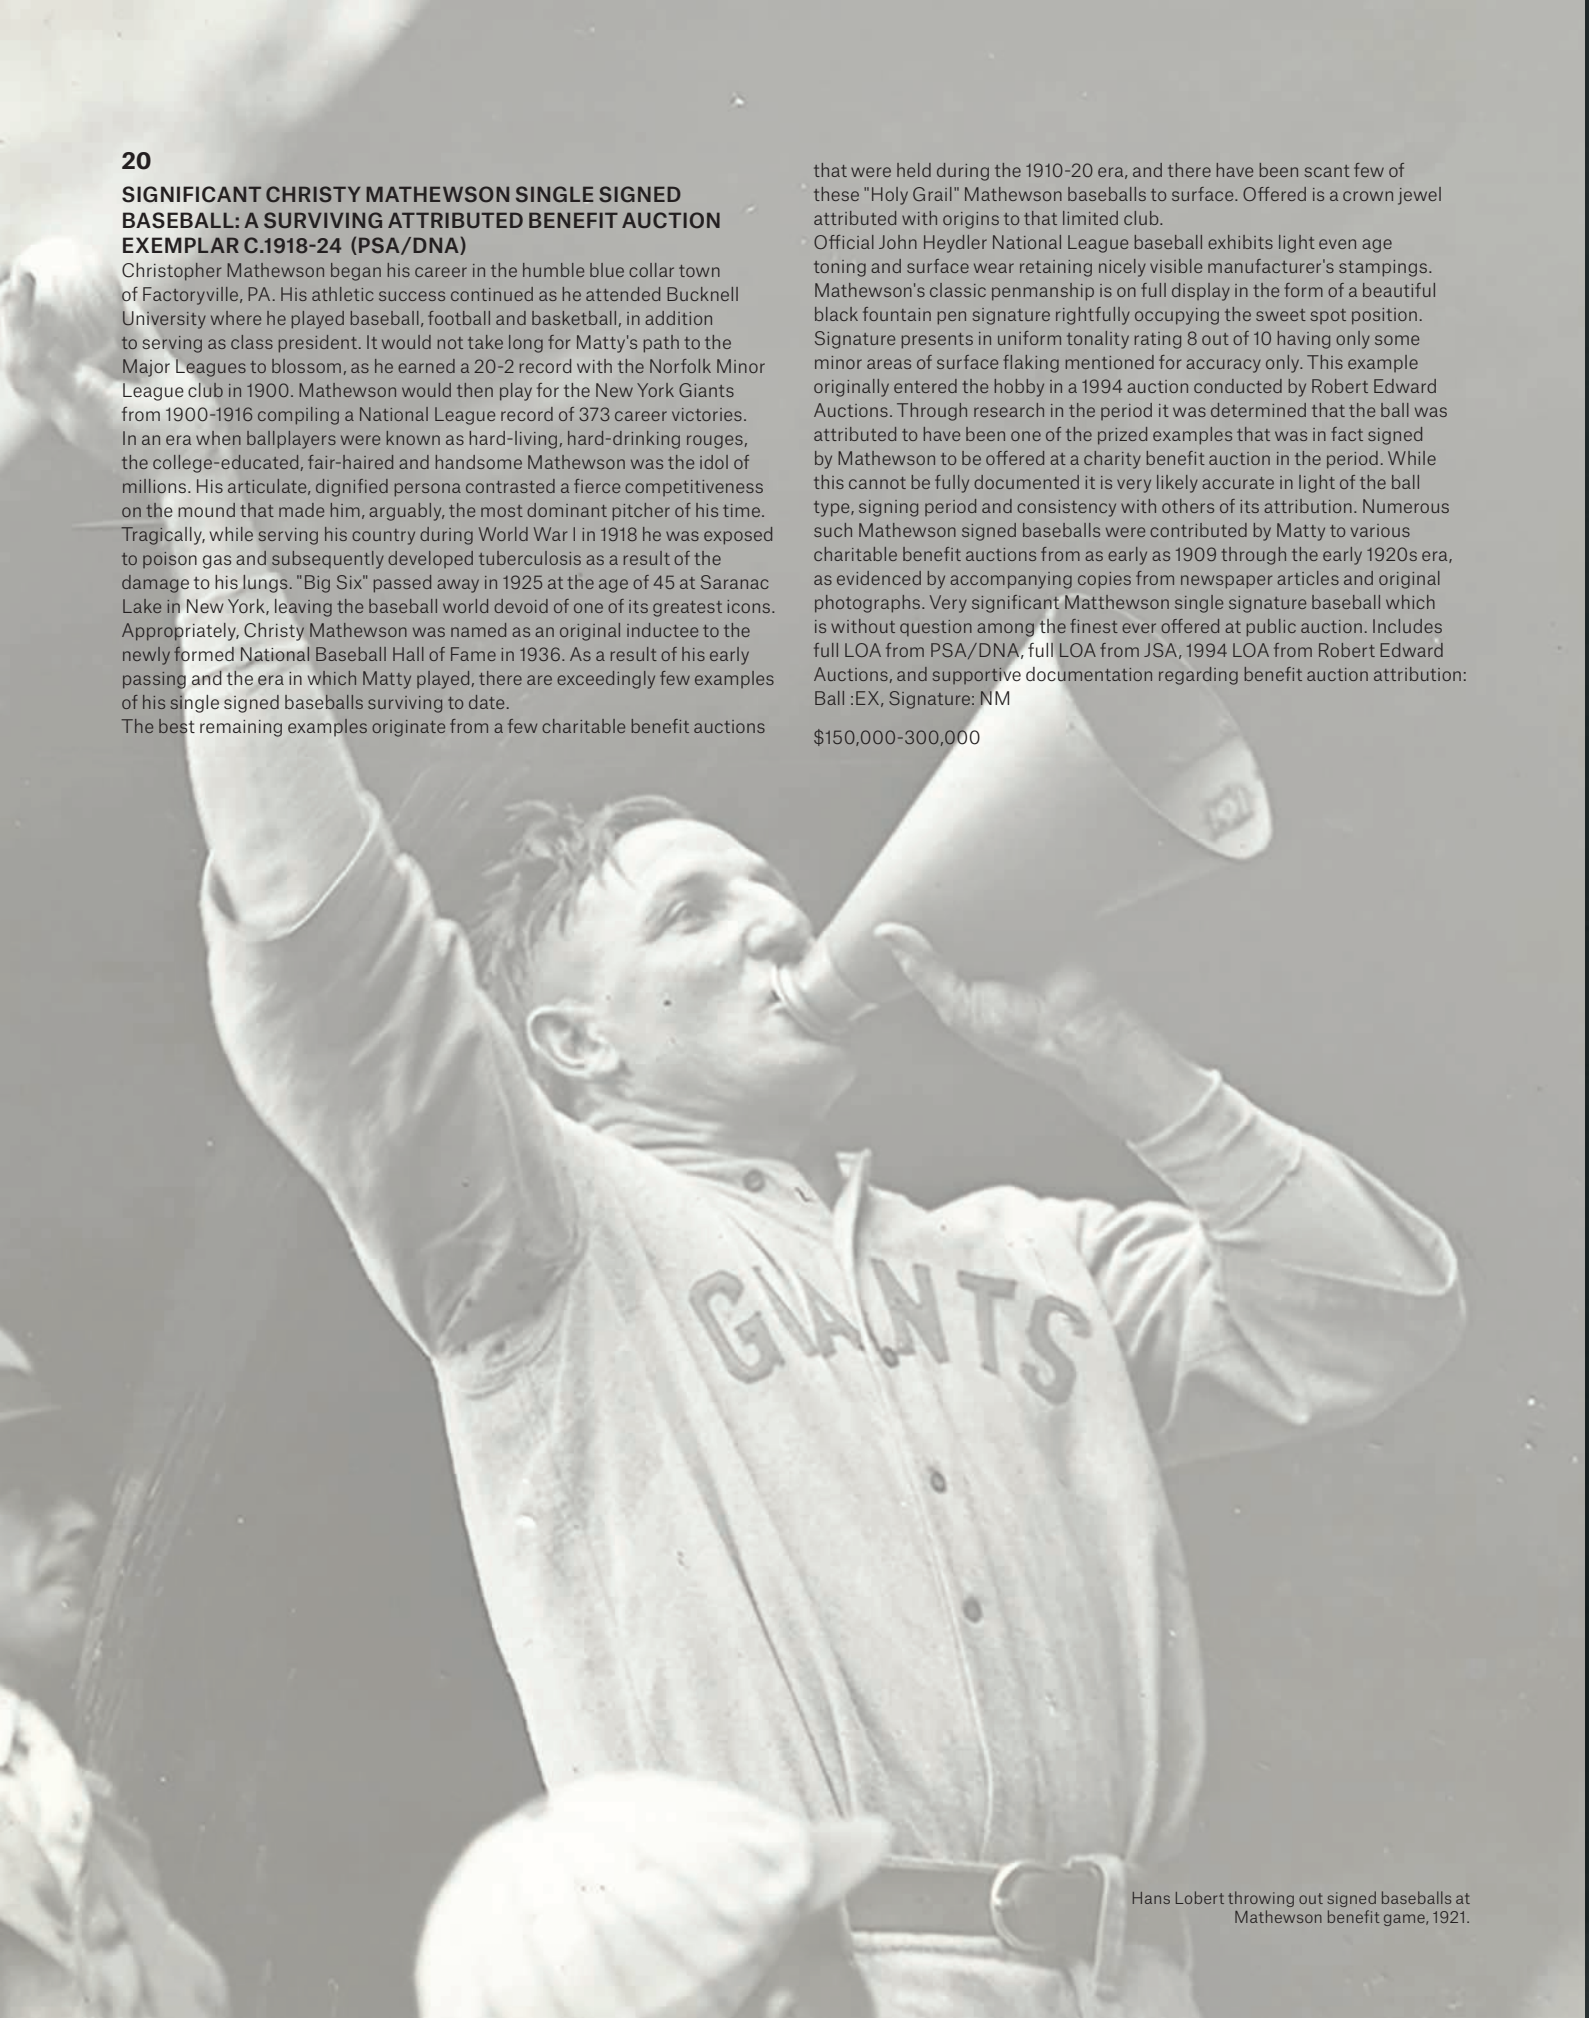 20
SIGNIFICANT CHRISTY MATHEWSON SINGLE SIGNED
BASEBALL: A SURVIVING ATTRIBUTED BENEFIT AUCTION
EXEMPLAR C.1918-24 (PSA/DNA)
Christopher Mathewson began his career in the humble blue collar town
of Factoryville, PA. His athletic success continued as he attended Bucknell
University where he played baseball, football and basketball, in addition
to serving as class president. It would not take long for Matty's path to the
Major Leagues to blossom, as he earned a 20-2 record with the Norfolk Minor
League club in 1900. Mathewson would then play for the New York Giants
from 1900-1916 compiling a National League record of 373 career victories.
In an era when ballplayers were known as hard-living, hard-drinking rouges,
the college-educated, fair-haired and handsome Mathewson was the idol of
millions. His articulate, dignified persona contrasted a fierce competitiveness
on the mound that made him, arguably, the most dominant pitcher of his time.
Tragically, while serving his country during World War I in 1918 he was exposed
to poison gas and subsequently developed tuberculosis as a result of the
damage to his lungs. "Big Six" passed away in 1925 at the age of 45 at Saranac
Lake in New York, leaving the baseball world devoid of one of its greatest icons.
Appropriately, Christy Mathewson was named as an original inductee to the
newly formed National Baseball Hall of Fame in 1936. As a result of his early
passing and the era in which Matty played, there are exceedingly few examples
of his single signed baseballs surviving to date.
The best remaining examples originate from a few charitable benefit auctions
that were held during the 1910-20 era, and there have been scant few of
these "Holy Grail" Mathewson baseballs to surface. Offered is a crown jewel
attributed with origins to that limited club.
Official John Heydler National League baseball exhibits light even age
toning and surface wear retaining nicely visible manufacturer's stampings.
Mathewson's classic penmanship is on full display in the form of a beautiful
black fountain pen signature rightfully occupying the sweet spot position.
Signature presents in uniform tonality rating 8 out of 10 having only some
minor areas of surface flaking mentioned for accuracy only. This example
originally entered the hobby in a 1994 auction conducted by Robert Edward
Auctions. Through research in the period it was determined that the ball was
attributed to have been one of the prized examples that was in fact signed
by Mathewson to be offered at a charity benefit auction in the period. While
this cannot be fully documented it is very likely accurate in light of the ball
type, signing period and consistency with others of its attribution. Numerous
such Mathewson signed baseballs were contributed by Matty to various
charitable benefit auctions from as early as 1909 through the early 1920s era,
as evidenced by accompanying copies from newspaper articles and original
photographs. Very significant Matthewson single signature baseball which
is without question among the finest ever offered at public auction. Includes
full LOA from PSA/DNA, full LOA from JSA, 1994 LOA from Robert Edward
Auctions, and supportive documentation regarding benefit auction attribution:
Ball :EX, Signature: NM
$150,000-300,000
GIANTS
Hans Lobert throwing out signed baseballs at
Mathewson benefit game, 1921.